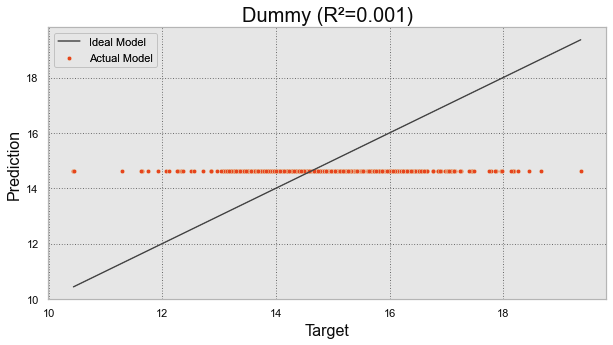 Dummy (R²=0.001)
Ideal Model
Actual Model
18
16
14
12
10
Prediction
10
12
14
16
18
Target